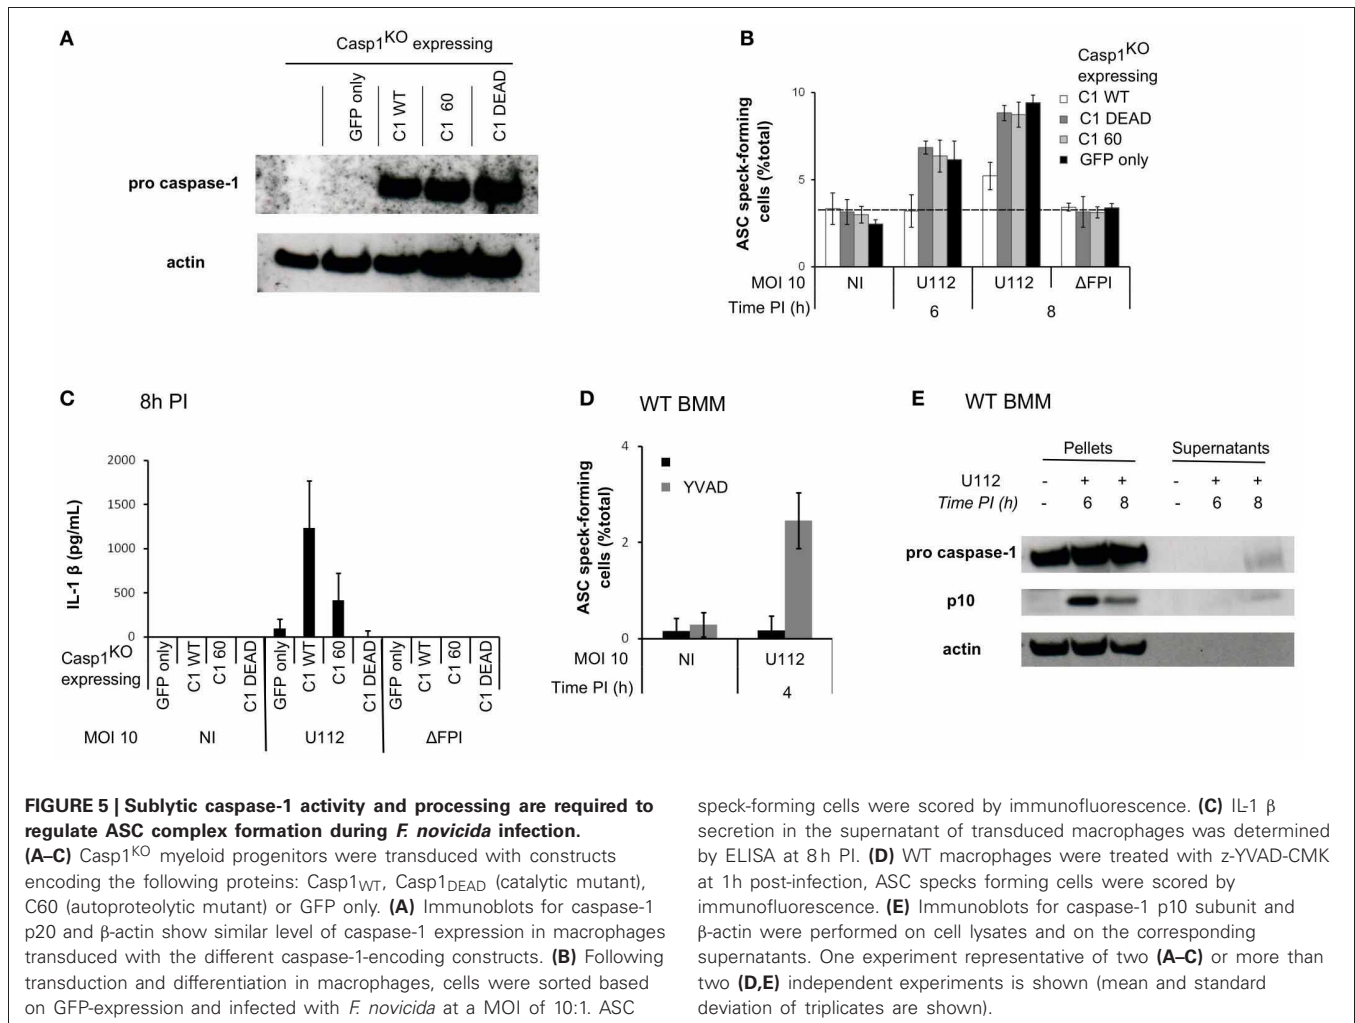 A
Casp1KO expressing
GFP only
C1 WT
C1 60
C1 DEAD
pro caspase-1
actin
B
Casp1KO
expressing
C1 WT
C1 DEAD
C1 60
GFP only
ASC speck-forming
cells (%total)
10
5
0
MOI 10 NI U112 U112 ΔFPI
Time PI (h) 6 8
C 8h PI
IL-1 β (pg/mL)
2000
1500
1000
500
0
Casp1KO
expressing
GFP only C1 WT C1 60 C1 DEAD GFP only C1 WT C1 60 C1 DEAD GFP only C1 WT C1 60 C1 DEAD
MOI 10 NI U112 ΔFPI
D WT BMM
ASC speck-forming
cells (%total)
4
2
0
YVAD
MOI 10 NI U112
Time PI (h) 4
E WT BMM
Pellets Supernatants
U112 - + + - + +
Time PI (h) - 6 8 - 6 8
pro caspase-1
p10
actin
FIGURE 5 | Sublytic caspase-1 activity and processing are required to
regulate ASC complex formation during F. novicida infection.
(A–C) Casp1KO myeloid progenitors were transduced with constructs
encoding the following proteins: Casp1WT, Casp1DEAD (catalytic mutant),
C60 (autoproteolytic mutant) or GFP only. (A) Immunoblots for caspase-1
p20 and β-actin show similar level of caspase-1 expression in macrophages
transduced with the different caspase-1-encoding constructs. (B) Following
transduction and differentiation in macrophages, cells were sorted based
on GFP-expression and infected with F. novicida at a MOI of 10:1. ASC
speck-forming cells were scored by immunofluorescence. (C) IL-1 β
secretion in the supernatant of transduced macrophages was determined
by ELISA at 8 h PI. (D) WT macrophages were treated with z-YVAD-CMK
at 1h post-infection, ASC specks forming cells were scored by
immunofluorescence. (E) Immunoblots for caspase-1 p10 subunit and
β-actin were performed on cell lysates and on the corresponding
supernatants. One experiment representative of two (A–C) or more than
two (D,E) independent experiments is shown (mean and standard
deviation of triplicates are shown).